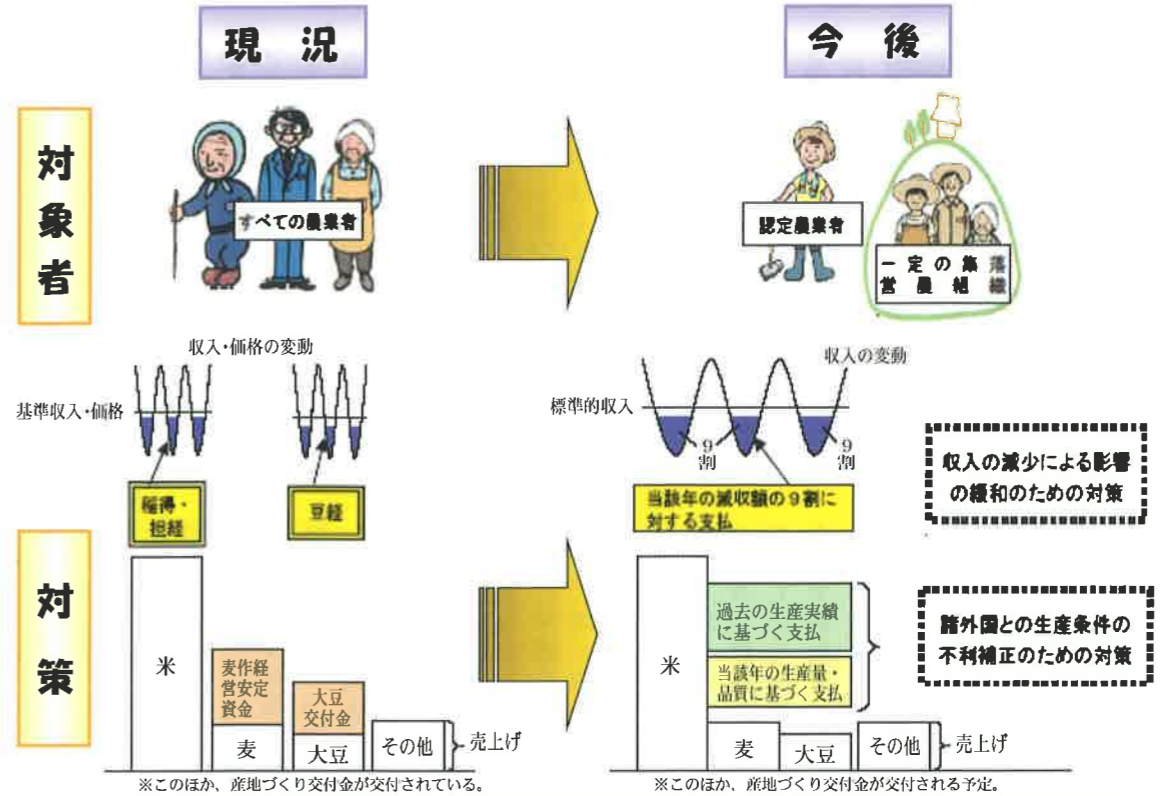 現 況
今 後
対象者
すべての農業者
認定農業者
一定の集落
営農組織
収入・価格の変動
収入の変動
基準収入・価格
標準的収入
9割
9割
稲得・
担経
豆経
当該年の減収額の9割に
対する支払
収入の減少による影響
の緩和のための対策
対策
米
麦作経
営安定
資金
麦
大豆
交付金
大豆
その他
売上げ
米
過去の生産実績
に基づく支払
当該年の生産量・
品質に基づく支払
麦
大豆
その他
売上げ
諸外国との生産条件の
不利補正のための対策
※このほか、産地づくり交付金が交付されている。
※このほか、産地づくり交付金が交付される予定。